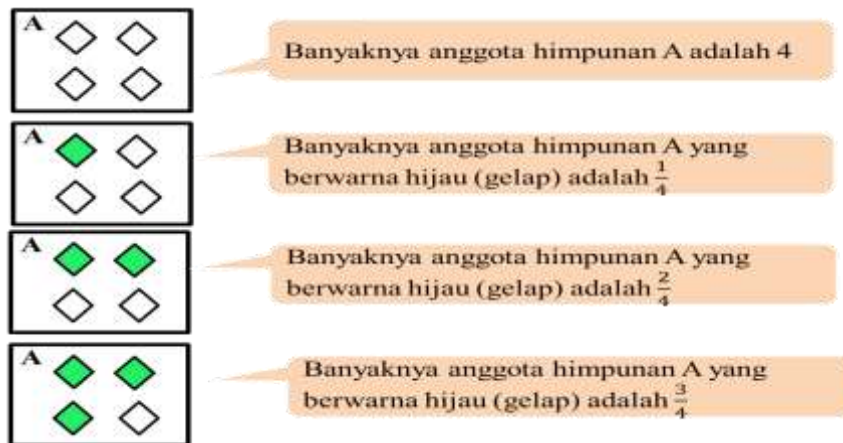 A
Banyaknya anggota himpunan A adalah 4
A
Banyaknya anggota himpunan A yang
berwarna hijau (gelap) adalah 1/4
A
Banyaknya anggota himpunan A yang
berwarna hijau (gelap) adalah 2/4
A
Banyaknya anggota himpunan A yang
berwarna hijau (gelap) adalah 3/4